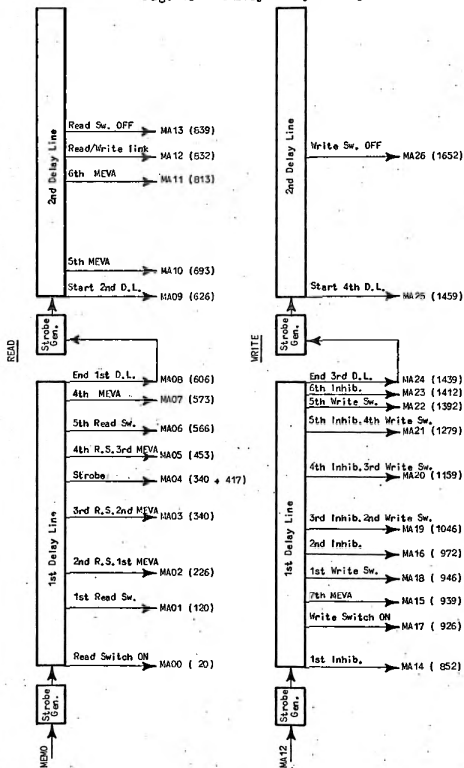 READ
2nd Delay Line
Read Sw. OFF MA13 (639)
Read/Write link MA12 (632)
6th MEVA MA11 (813)
5th MEVA MA10 (693)
Start 2nd D.L. MA09 (626)
Strobe Gen.
1st Delay Line
End 1st D.L. MA08 (606)
4th MEVA MA07 (573)
5th Read Sw. MA06 (566)
4th R.S.3rd MEVA MA05 (453)
Strobe MA04 (340 + 417)
3rd R.S.2nd MEVA MA03 (340)
2nd R.S.1st MEVA MA02 (226)
1st Read Sw. MA01 (120)
Read Switch ON MA00 ( 20)
Strobe Gen.
MEMO
WRITE
2nd Delay Line
Write Sw. OFF MA26 (1652)
Start 4th D.L. MA25 (1459)
Strobe Gen.
1st Delay Line
End 3rd D.L. MA24 (1439)
6th Inhib. MA23 (1412)
5th Write Sw. MA22 (1392)
5th Inhib.4th Write Sw. MA21 (1279)
4th Inhib.3rd Write Sw. MA20 (1159)
3rd Inhib.2nd Write Sw. MA19 (1046)
2nd Inhib. MA16 ( 972)
1st Write Sw. MA18 ( 946)
7th MEVA MA15 ( 939)
Write Switch ON MA17 ( 926)
1st Inhib. MA14 ( 852)
Strobe Gen.
MA12